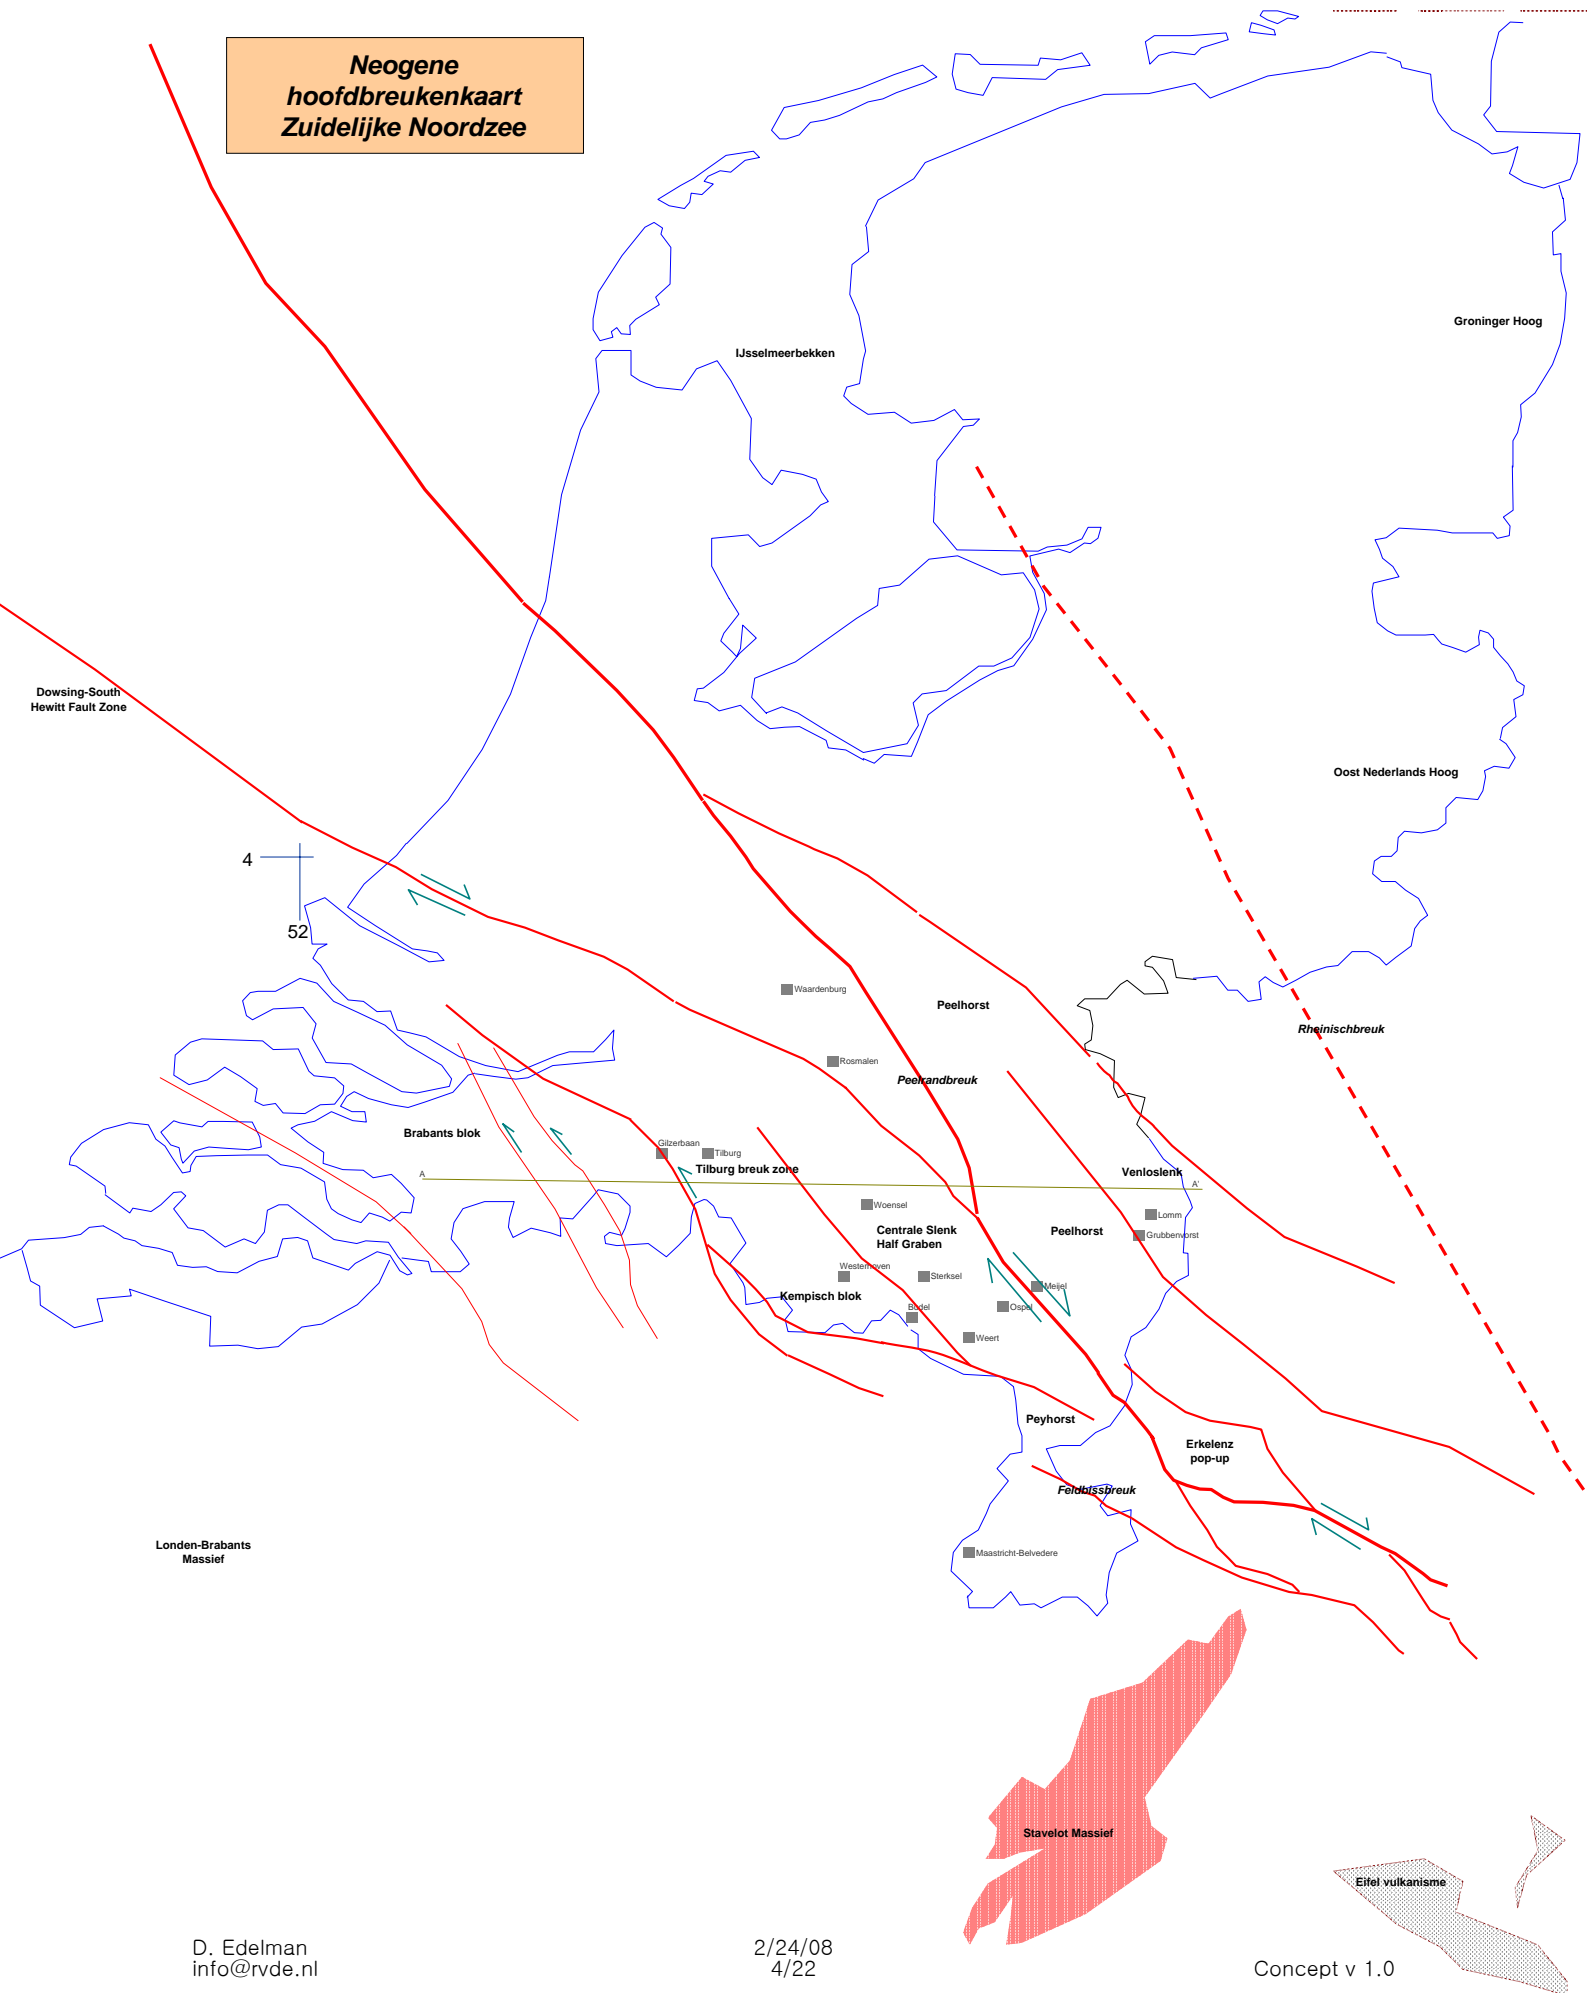 Neogene
hoofdbreukenkaart
Zuidelijke Noordzee
Groninger Hoog
IJsselmeerbekken
Dowsing-South
Hewitt Fault Zone
Oost Nederlands Hoog
4
52
Waardenburg
Peelhorst
Rheinischbreuk
Rosmalen
Peelrandbreuk
Brabants blok
Gilzerbaan
Tilburg
Tilburg breuk zone
Venloslenk
A
A'
Woensel
Lomm
Centrale Slenk
Half Graben
Peelhorst
Grubbenvorst
Westerhoven
Sterksel
Meijel
Kempisch blok
Budel
Ospel
Weert
Peyhorst
Erkelenz
pop-up
Feldbissbreuk
Londen-Brabants
Massief
Maastricht-Belvedere
Stavelot Massief
Eifel vulkanisme
D. Edelman
info@rvde.nl
2/24/08
4/22
Concept v 1.0